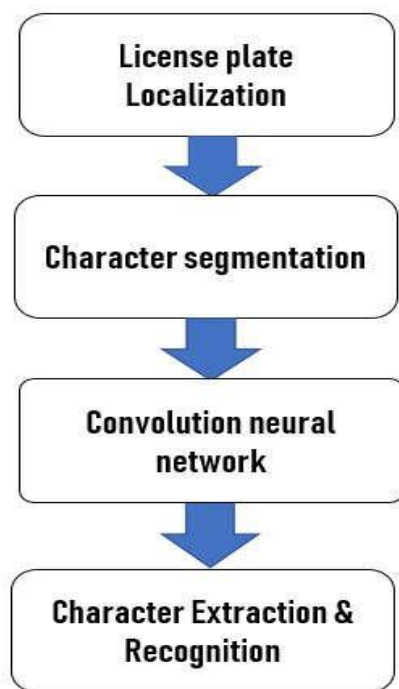 License plate
Localization
Character segmentation
Convolution neural
network
Character Extraction &
Recognition